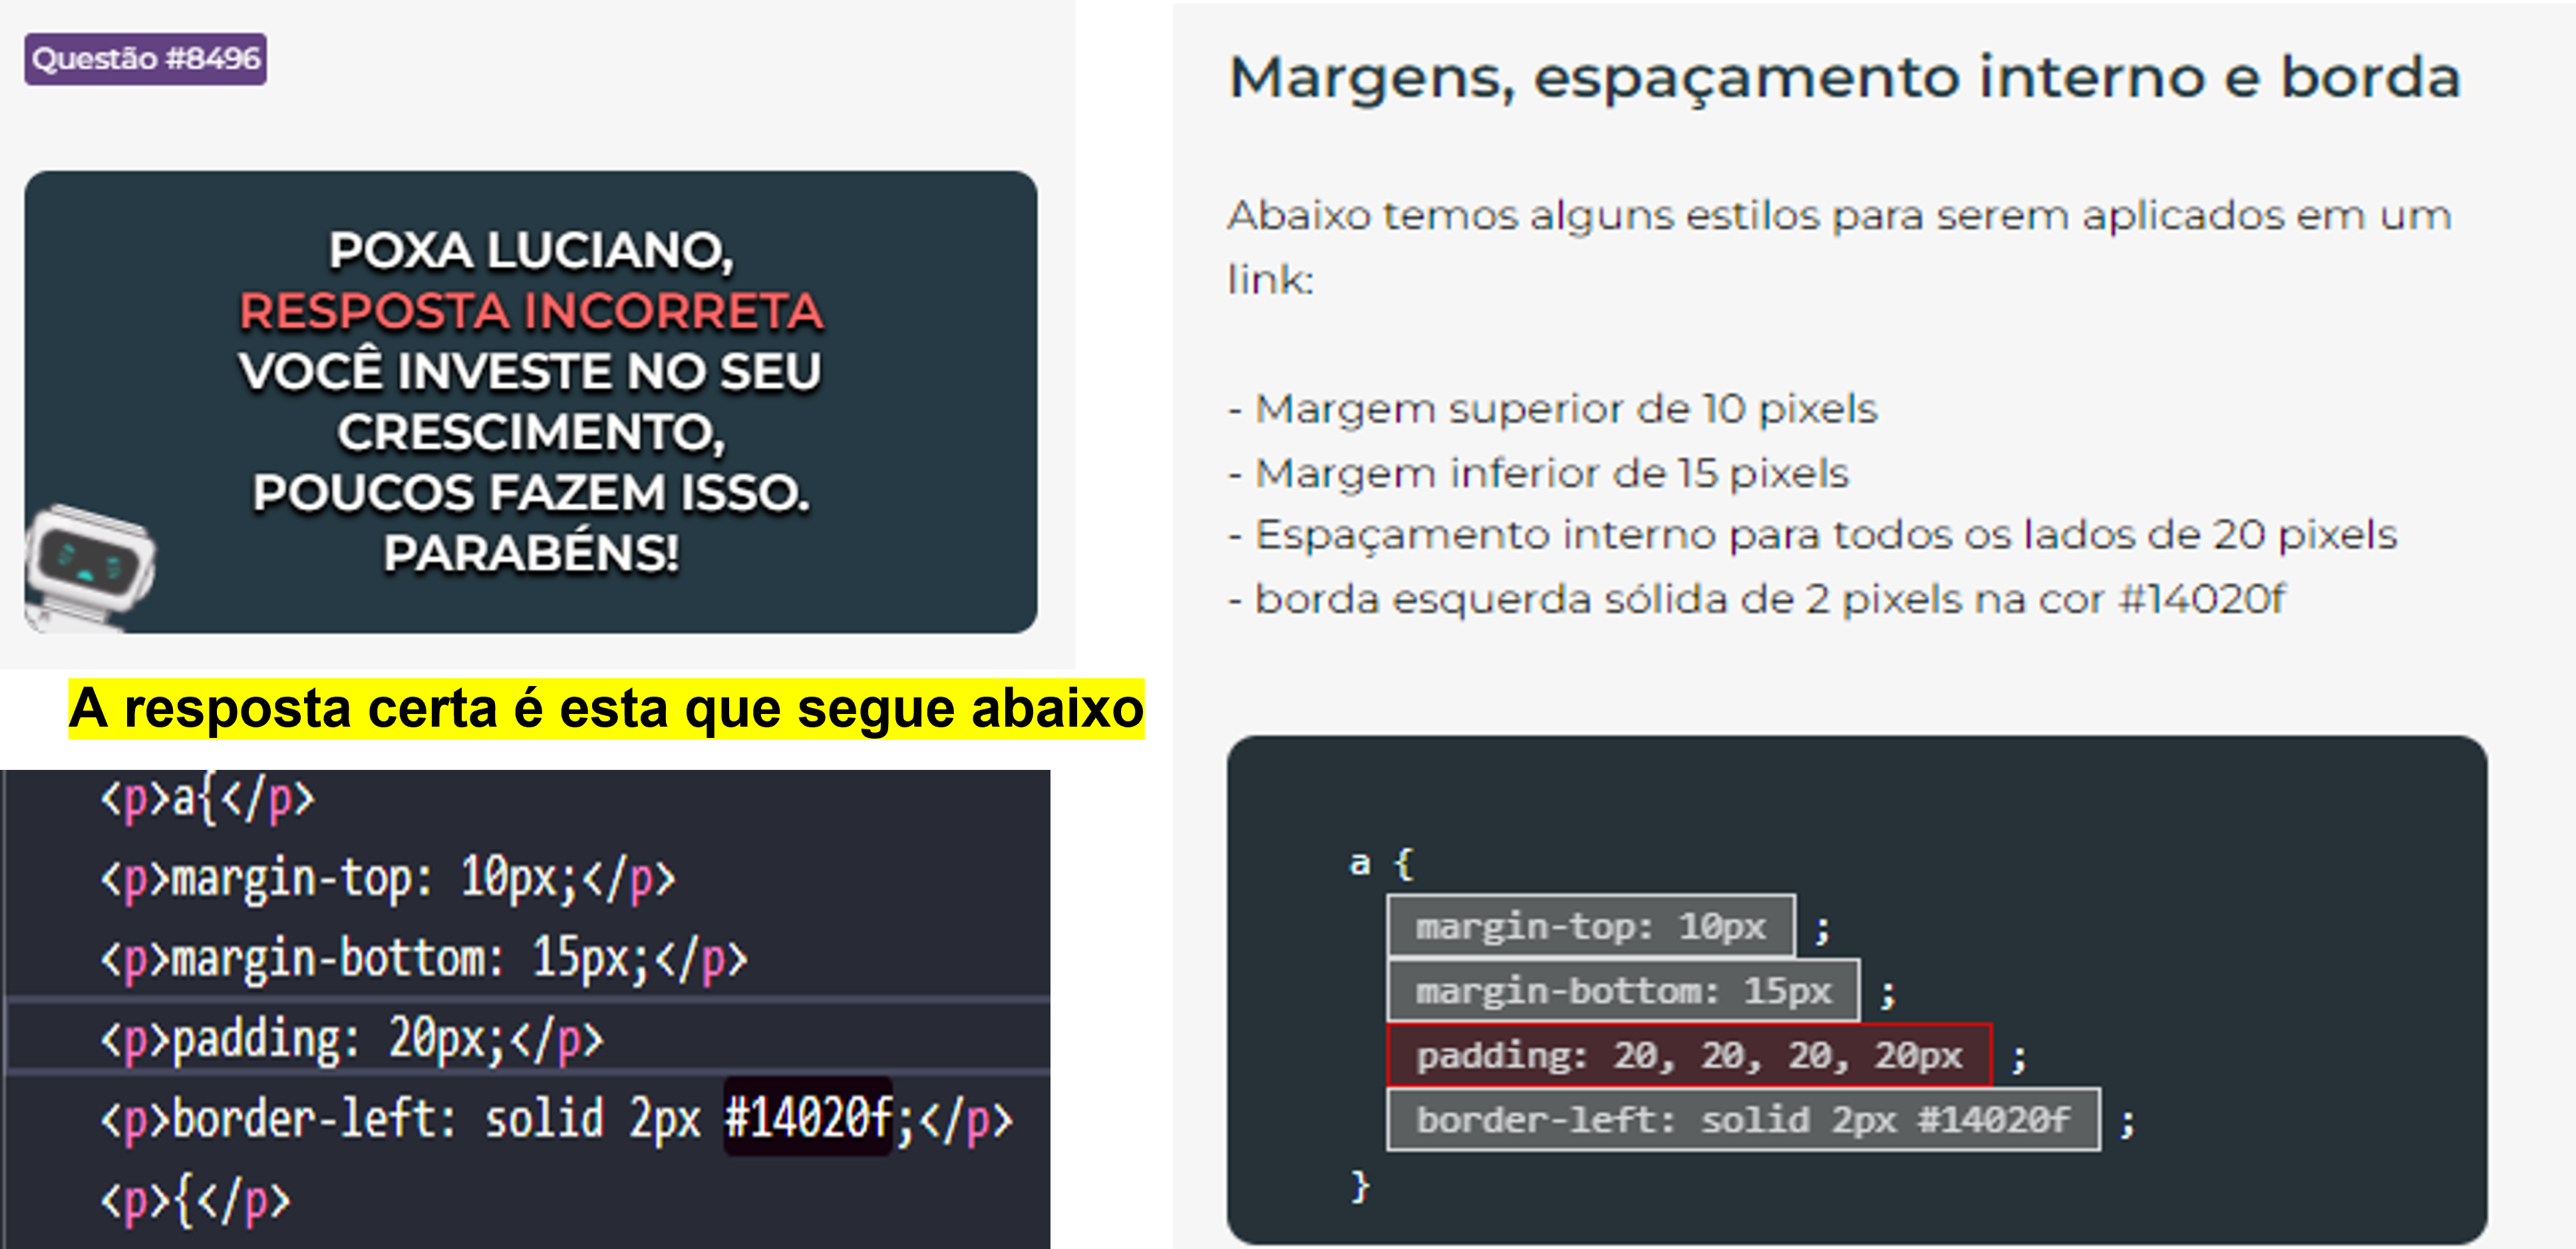 Questão #8496
POXA LUCIANO,
RESPOSTA INCORRETA
VOCÊ INVESTE NO SEU
CRESCIMENTO,
POUCOS FAZEM ISSO.
PARABÉNS!
A resposta certa é esta que segue abaixo
<p>a{</p>
<p>margin-top: 10px;</p>
<p>margin-bottom: 15px;</p>
<p>padding: 20px;</p>
<p>border-left: solid 2px #14020f;</p>
<p>{</p>
Margens, espaçamento interno e borda
Abaixo temos alguns estilos para serem aplicados em um
link:
- Margem superior de 10 pixels
- Margem inferior de 15 pixels
- Espaçamento interno para todos os lados de 20 pixels
- borda esquerda sólida de 2 pixels na cor #14020f
a {
margin-top: 10px ;
margin-bottom: 15px ;
padding: 20, 20, 20, 20px ;
border-left: solid 2px #14020f ;
}